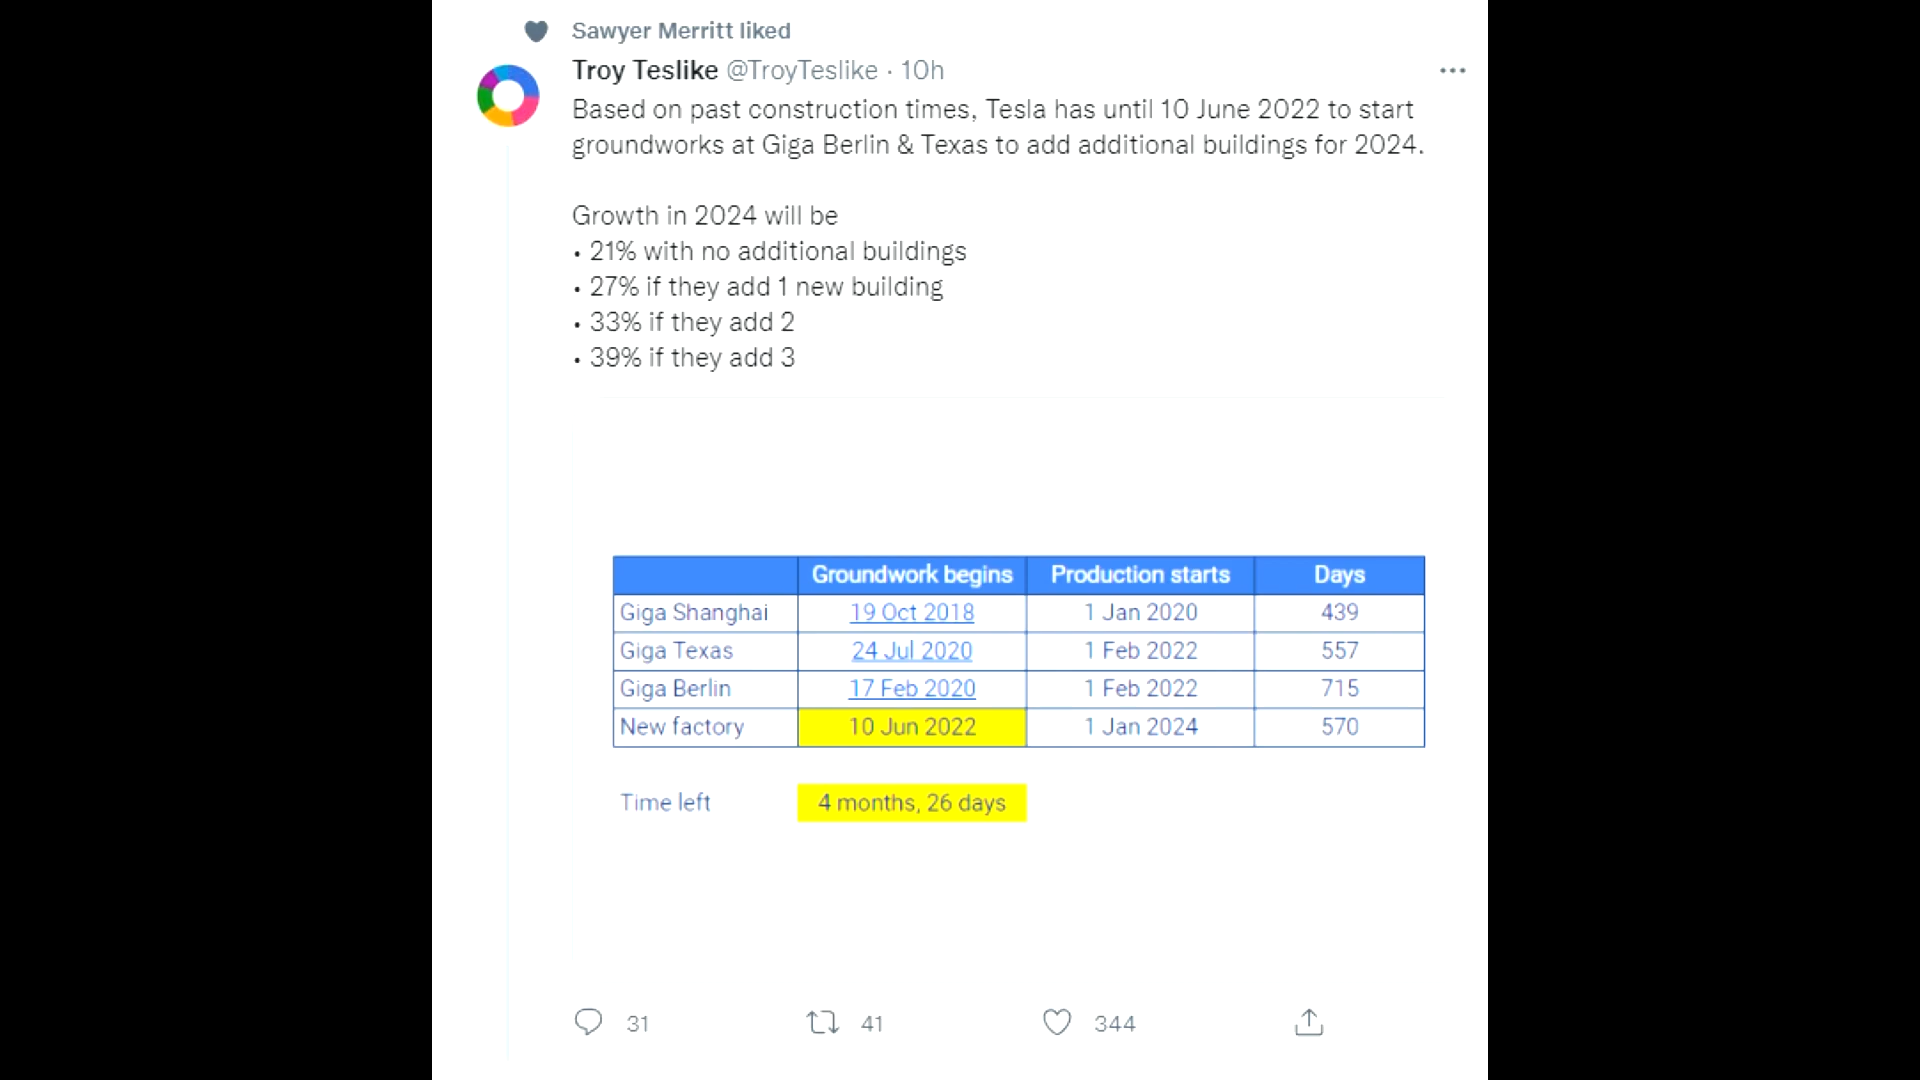 Sawyer Merritt liked
Troy Teslike @TroyTeslike · 10h
Based on past construction times, Tesla has until 10 June 2022 to start
groundworks at Giga Berlin & Texas to add additional buildings for 2024.
Growth in 2024 will be
• 21% with no additional buildings
• 27% if they add 1 new building
• 33% if they add 2
• 39% if they add 3
Groundwork begins Production starts Days
Giga Shanghai 19 Oct 2018 1 Jan 2020 439
Giga Texas 24 Jul 2020 1 Feb 2022 557
Giga Berlin 17 Feb 2020 1 Feb 2022 715
New factory 10 Jun 2022 1 Jan 2024 570
Time left 4 months, 26 days
31 41 344